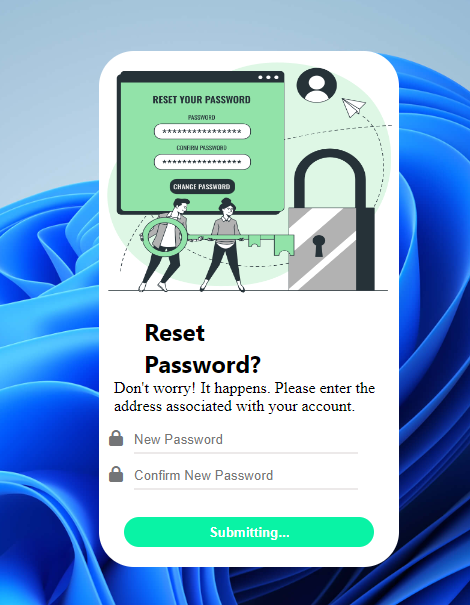 RESET YOUR PASSWORD
PASSWORD
****************
CONFIRM PASSWORD
****************
CHANGE PASSWORD
Reset
Password?
Don't worry! It happens. Please enter the
address associated with your account.
New Password
Confirm New Password
Submitting...